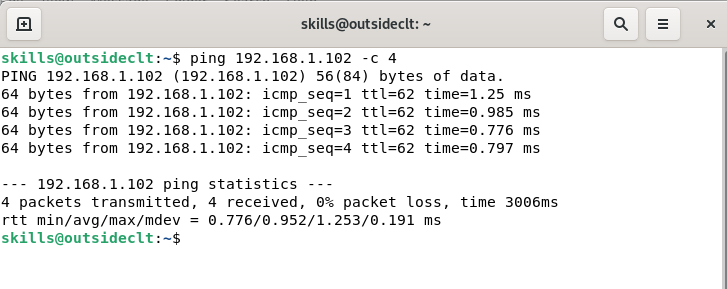 skills@outsideclt: ~
skills@outsideclt:~$ ping 192.168.1.102 -c 4
PING 192.168.1.102 (192.168.1.102) 56(84) bytes of data.
64 bytes from 192.168.1.102: icmp_seq=1 ttl=62 time=1.25 ms
64 bytes from 192.168.1.102: icmp_seq=2 ttl=62 time=0.985 ms
64 bytes from 192.168.1.102: icmp_seq=3 ttl=62 time=0.776 ms
64 bytes from 192.168.1.102: icmp_seq=4 ttl=62 time=0.797 ms
--- 192.168.1.102 ping statistics ---
4 packets transmitted, 4 received, 0% packet loss, time 3006ms
rtt min/avg/max/mdev = 0.776/0.952/1.253/0.191 ms
skills@outsideclt:~$